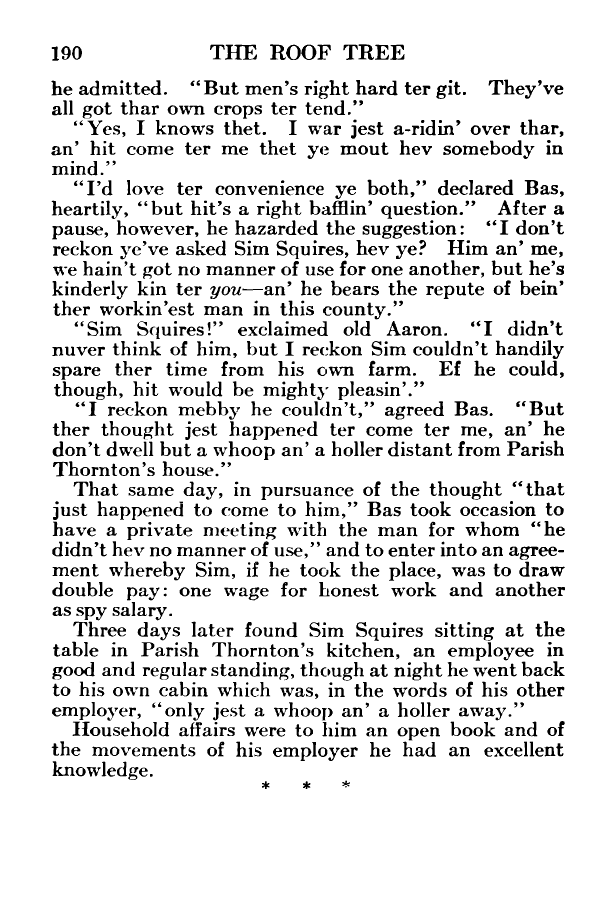 190 THE ROOF TREE
he admitted. "But men's right hard ter git. They've
all got thar own crops ter tend."
"Yes, I knows thet. I war jest a-ridin' over thar,
an' hit come ter me thet ye mout hev somebody in
mind."
"I'd love ter convenience ye both," declared Bas,
heartily, "but hit's a right bafflin' question." After a
pause, however, he hazarded the suggestion: "I don't
reckon ye've asked Sim Squires, hev ye? Him an' me,
we hain't got no manner of use for one another, but he's
kinderly kin ter you—an' he bears the repute of bein'
ther workin'est man in this county."
"Sim Squires!" exclaimed old Aaron. "I didn't
nuver think of him, but I reckon Sim couldn't handily
spare ther time from his own farm. Ef he could,
though, hit would be mighty pleasin'."
"I reckon mebby he couldn't," agreed Bas. "But
ther thought jest happened ter come ter me, an' he
don't dwell but a whoop an' a holler distant from Parish
Thornton's house."
That same day, in pursuance of the thought "that
just happened to come to him," Bas took occasion to
have a private meeting with the man for whom "he
didn't hev no manner of use," and to enter into an agree-
ment whereby Sim, if he took the place, was to draw
double pay: one wage for honest work and another
as spy salary.
Three days later found Sim Squires sitting at the
table in Parish Thornton's kitchen, an employee in
good and regular standing, though at night he went back
to his own cabin which was, in the words of his other
employer, "only jest a whoop an' a holler away."
Household affairs were to him an open book and of
the movements of his employer he had an excellent
knowledge.
* * *